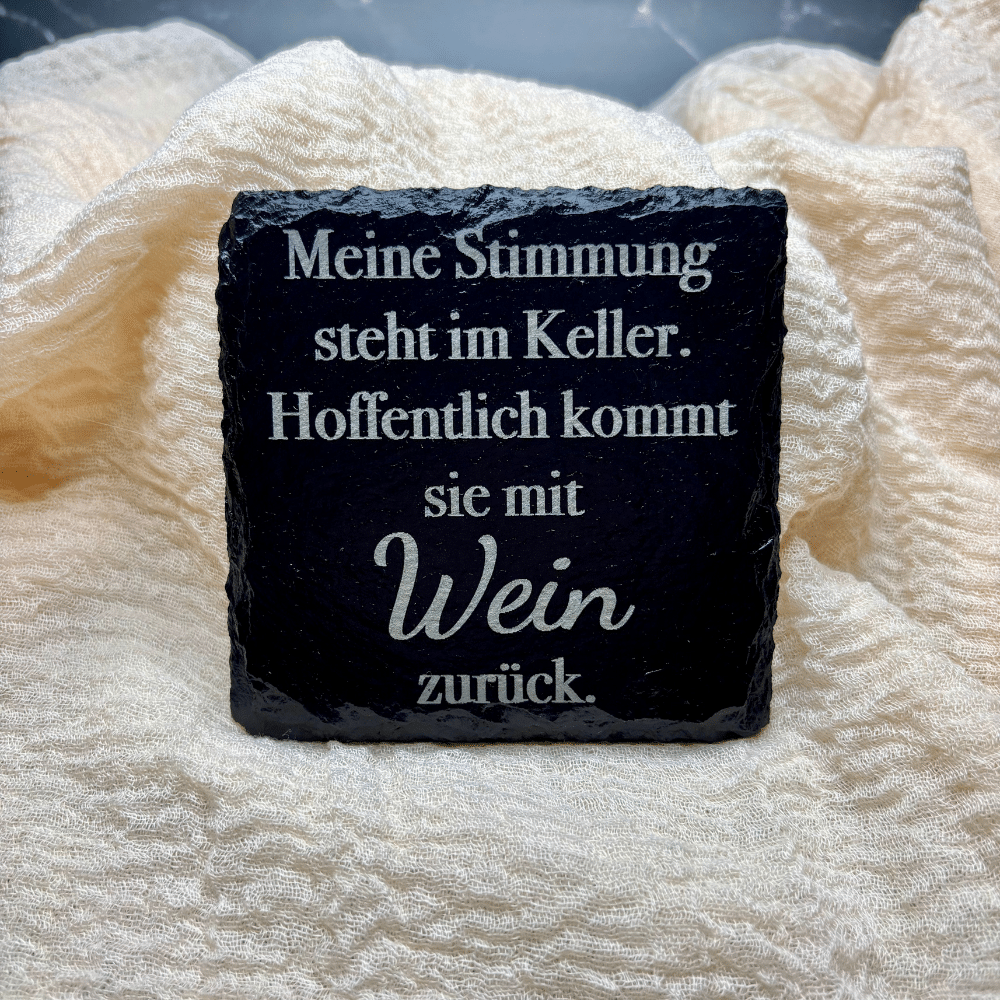 Meine Stimmung
steht im Keller.
Hoffentlich kommt
sie mit
Wein
zurück.